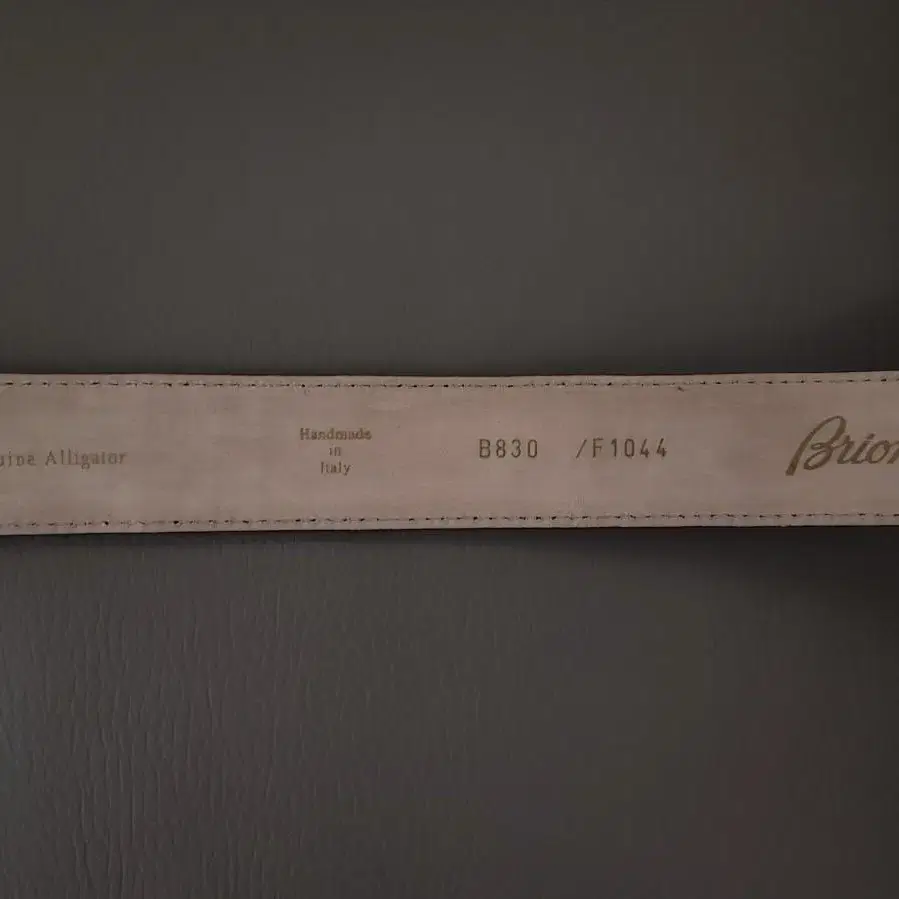 uine Alligator
Handmade
in
Italy
B830 /F1044
Brion